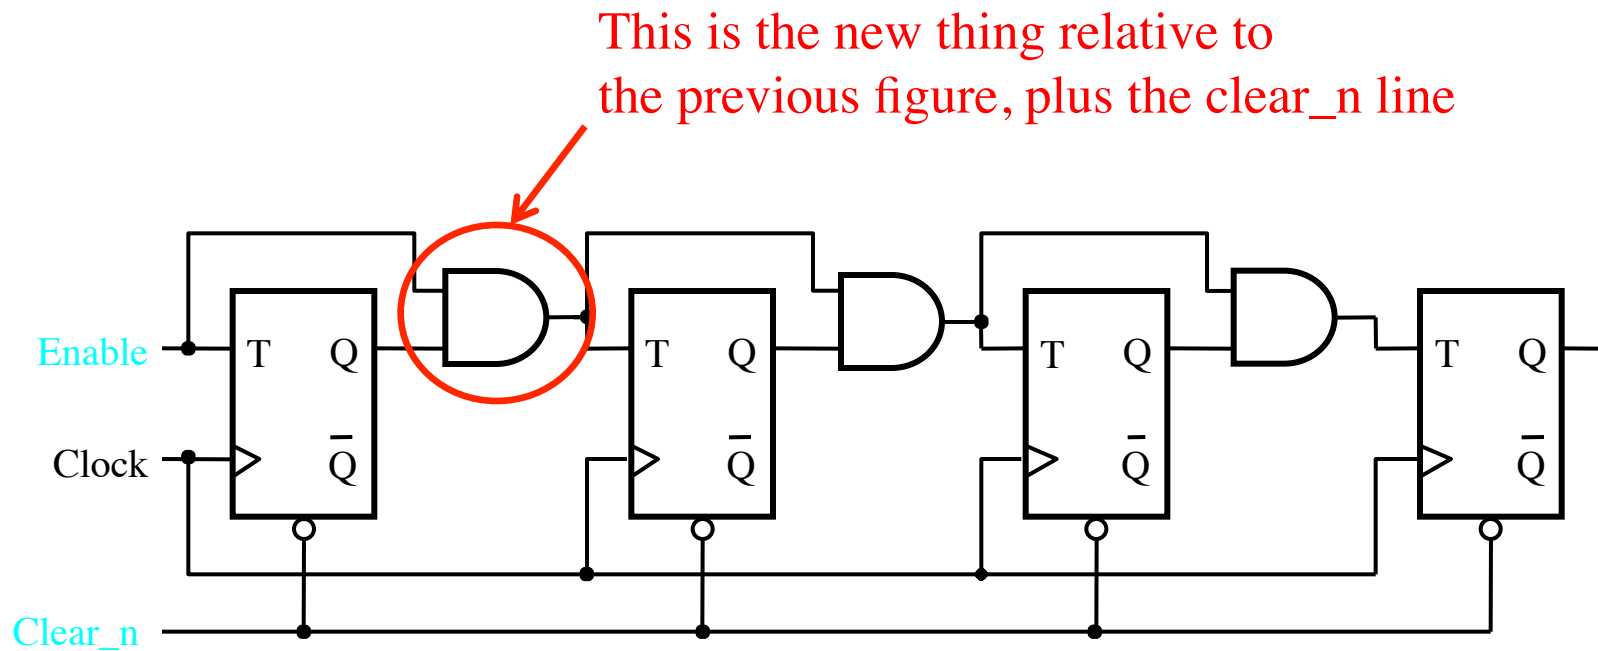 This is the new thing relative to
the previous figure, plus the clear_n line
Enable
T Q
T Q
T Q
T Q
Clock
Q̅
Q̅
Q̅
Q̅
Clear_n